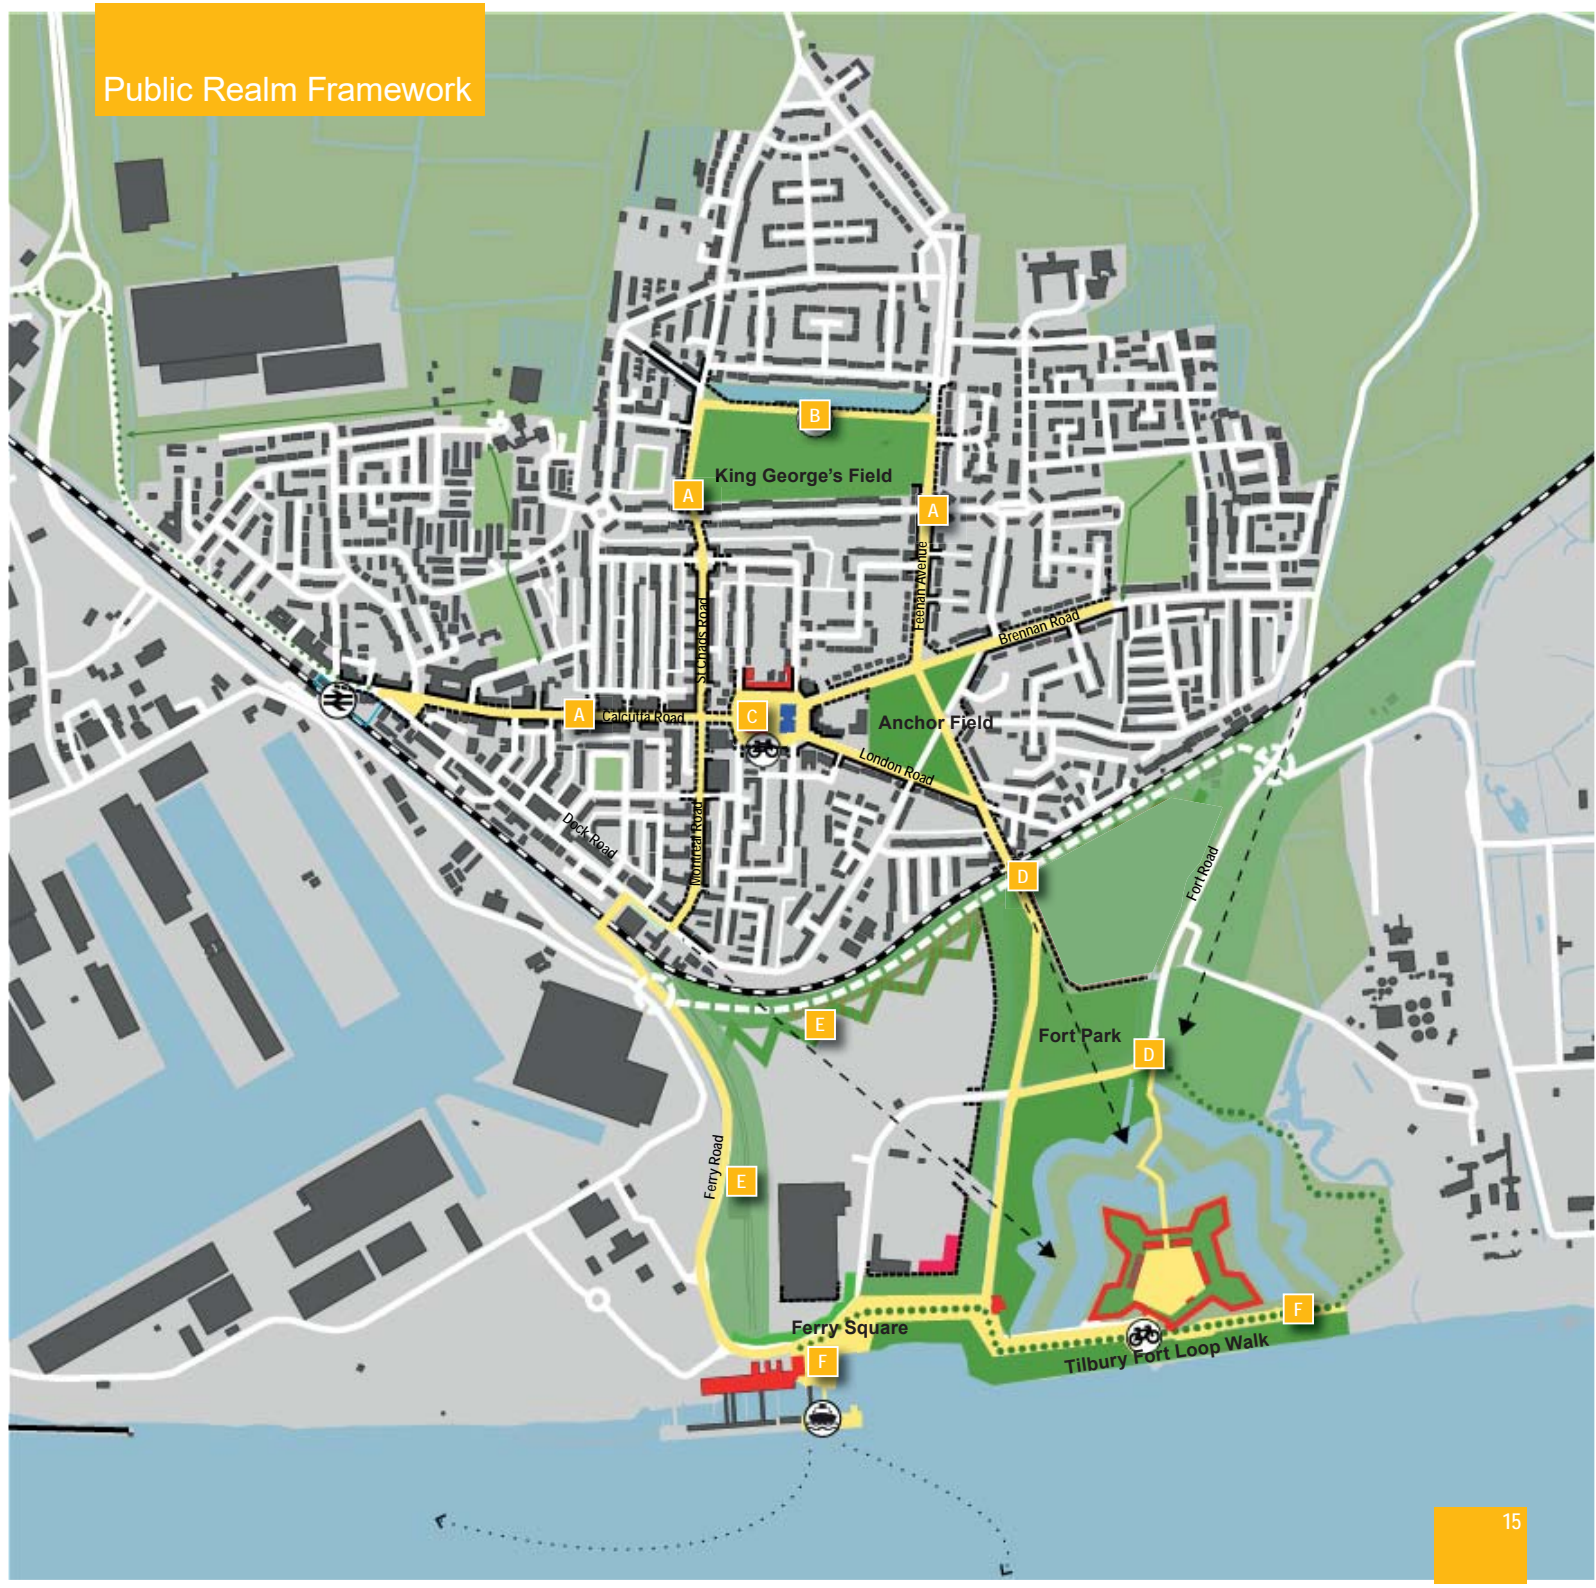 Public Realm Framework
B
King George's Field
A
A
Feenan Avenue
St Chads Road
Brennan Road
A
Calcutta Road
C
Anchor Field
London Road
Dock Road
Montreal Road
D
Fort Road
E
Fort Park
D
Ferry Road
E
F
Ferry Square
F
Tilbury Fort Loop Walk
15